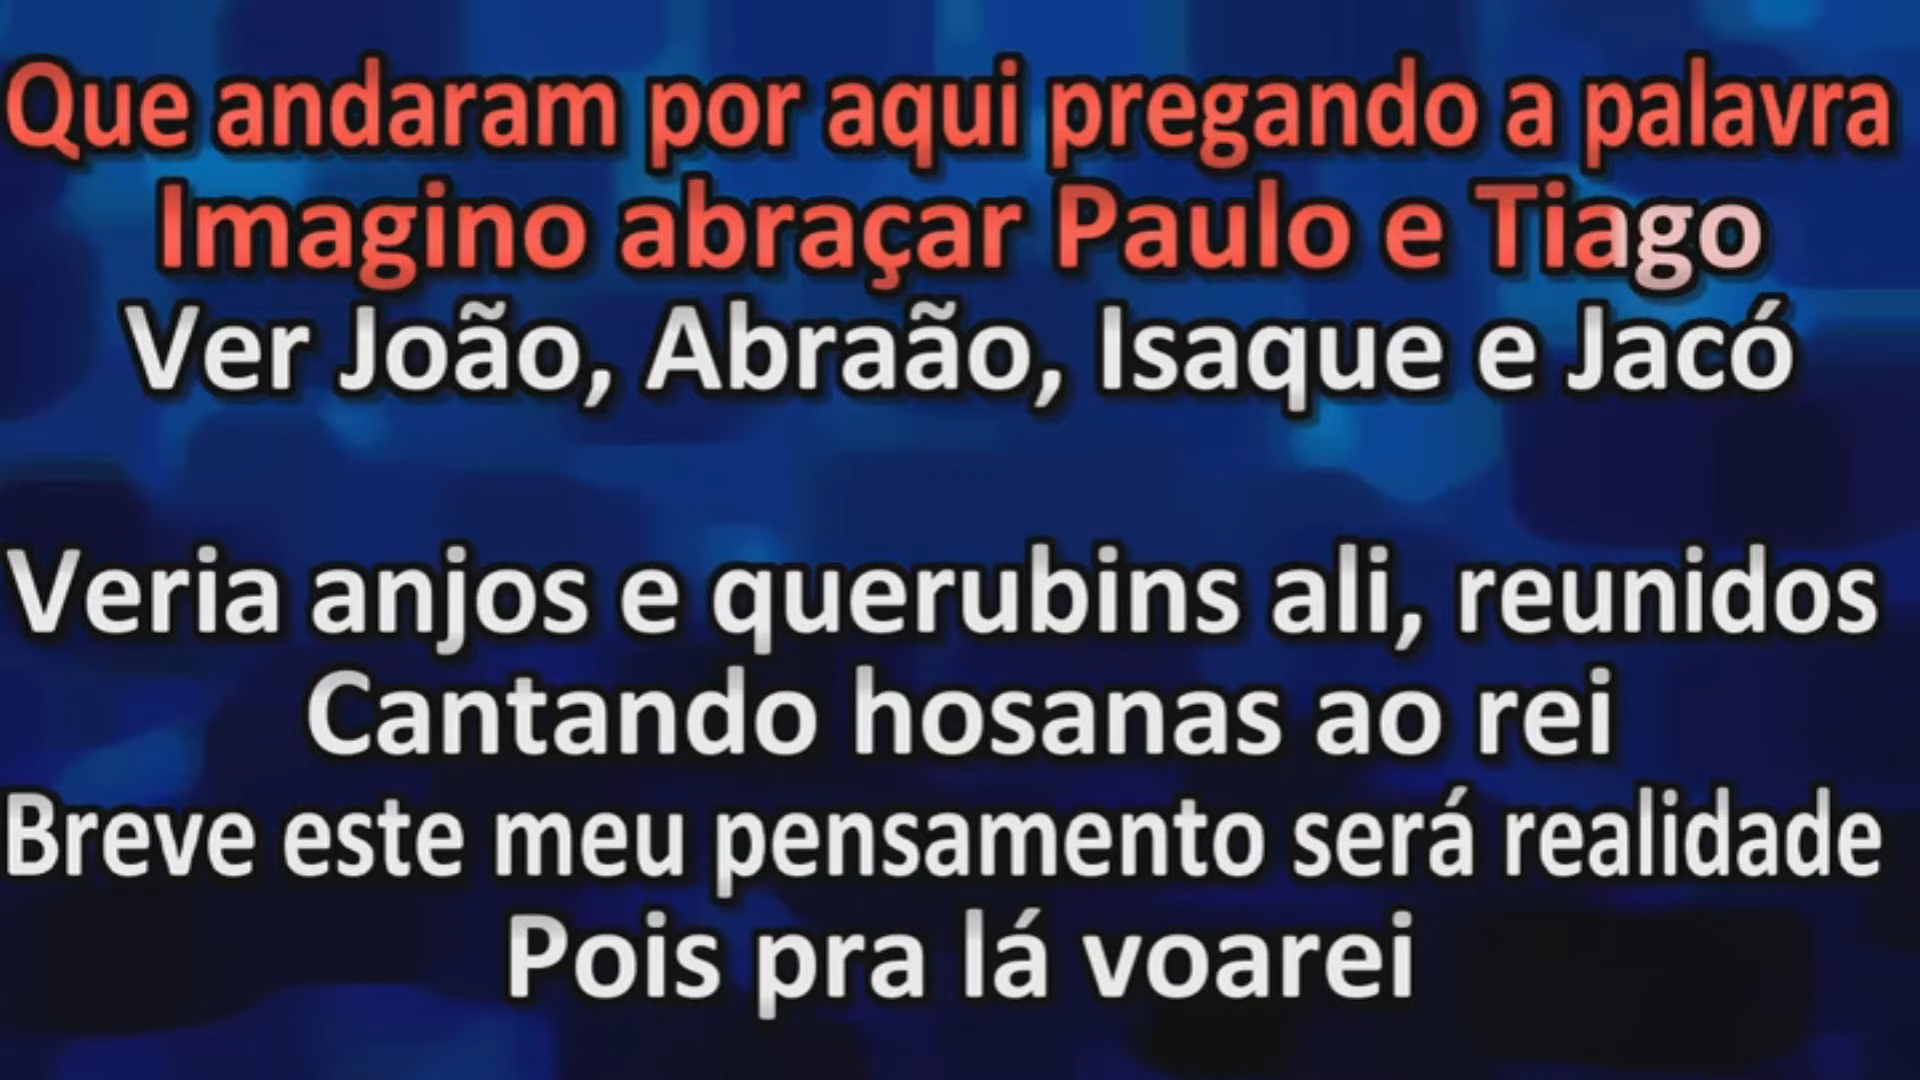 Que andaram por aqui pregando a palavra
Imagino abraçar Paulo e Tiago
Ver João, Abraão, Isaque e Jacó
Veria anjos e querubins ali, reunidos
Cantando hosanas ao rei
Breve este meu pensamento será realidade
Pois pra lá voarei